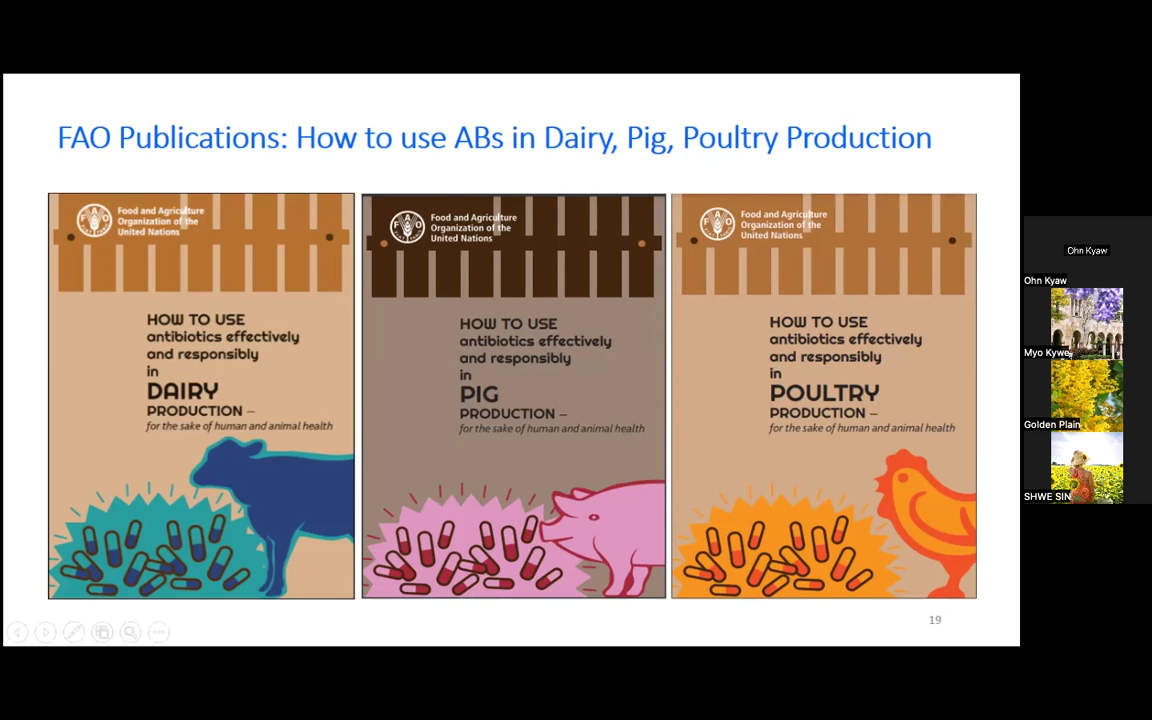 FAO Publications: How to use ABs in Dairy, Pig, Poultry Production
FAO
Food and Agriculture
Organization of the
United Nations
HOW TO USE
antibiotics effectively
and responsibly
in
DAIRY
PRODUCTION –
for the sake of human and animal health
FAO
Food and Agriculture
Organization of the
United Nations
HOW TO USE
antibiotics effectively
and responsibly
in
PIG
PRODUCTION –
for the sake of human and animal health
FAO
Food and Agriculture
Organization of the
United Nations
HOW TO USE
antibiotics effectively
and responsibly
in
POULTRY
PRODUCTION –
for the sake of human and animal health
19
Ohn Kyaw
Ohn Kyaw
Myo Kywe
Golden Plain
SHWE SIN